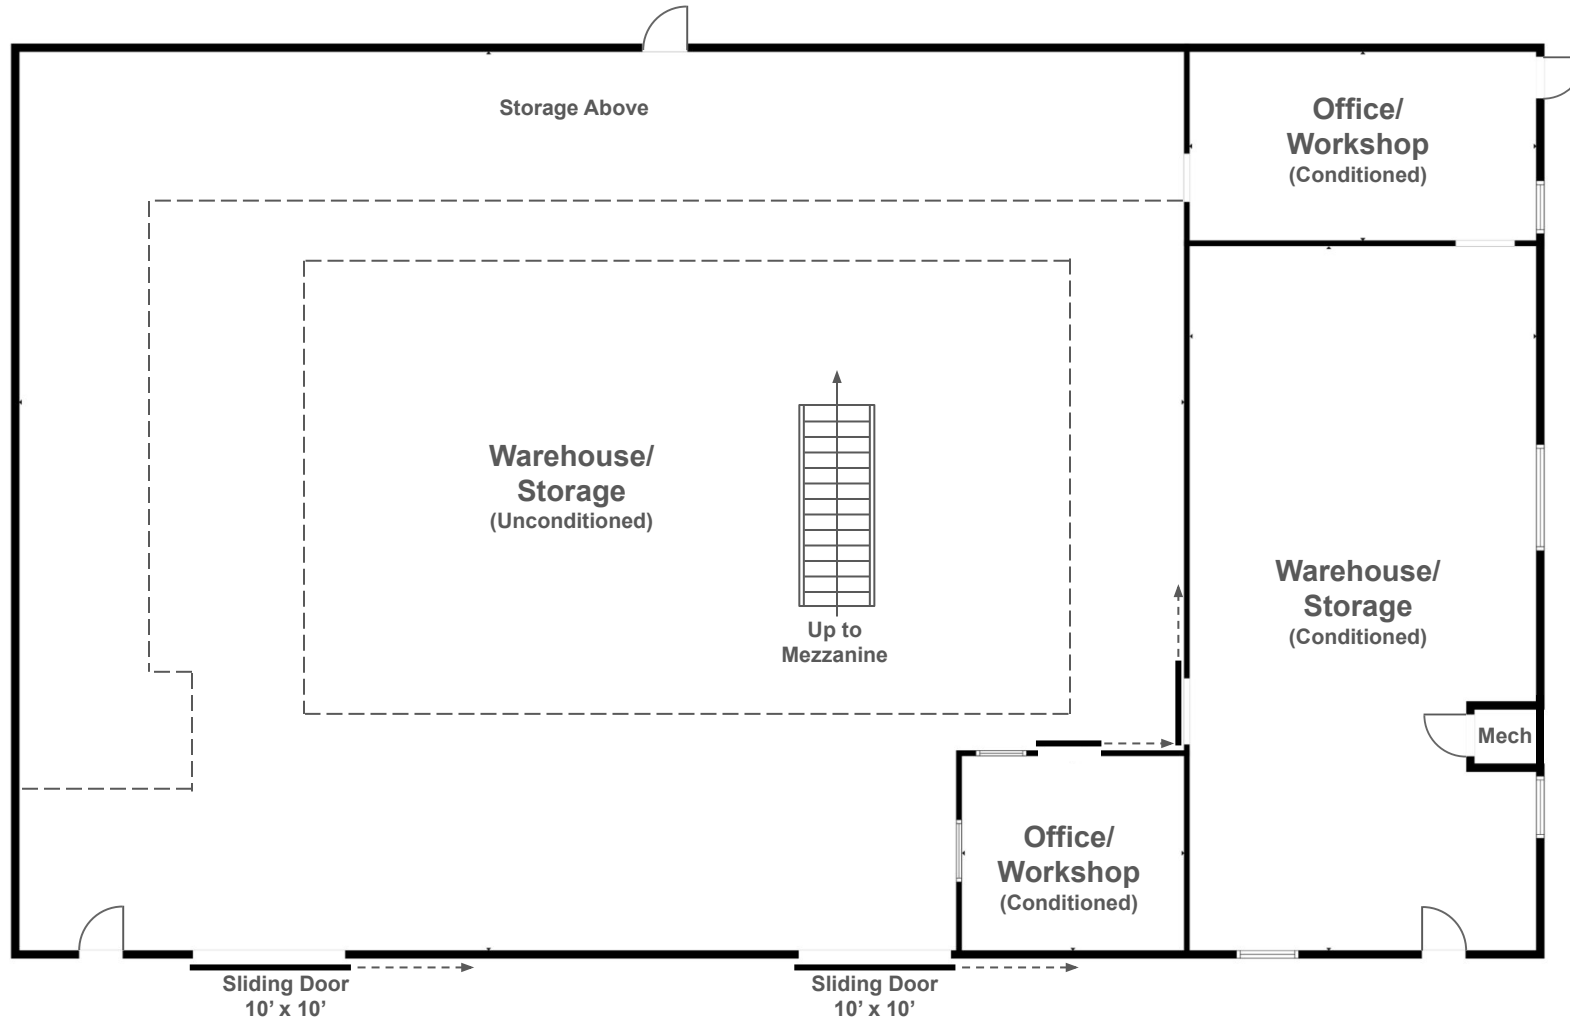 Storage Above
Office/
Workshop
(Conditioned)
Warehouse/
Storage
(Unconditioned)
Up to
Mezzanine
Warehouse/
Storage
(Conditioned)
Mech
Office/
Workshop
(Conditioned)
Sliding Door
10’ x 10’
Sliding Door
10’ x 10’